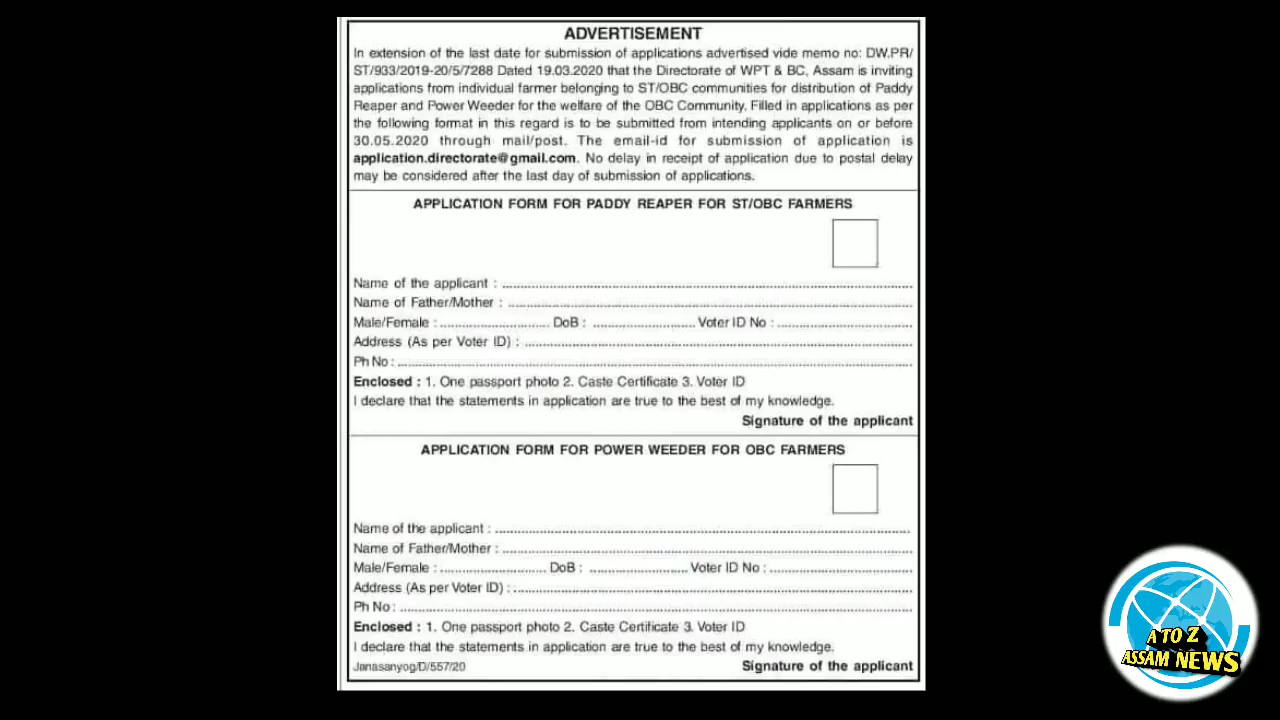 ADVERTISEMENT
In extension of the last date for submission of applications advertised vide memo no: DW.PR/
ST/933/2019-20/5/7288 Dated 19.03.2020 that the Directorate of WPT & BC, Assam is inviting
applications from individual farmer belonging to ST/OBC communities for distribution of Paddy
Reaper and Power Weeder for the welfare of the OBC Community. Filled in applications as per
the following format in this regard is to be submitted from intending applicants on or before
30.05.2020 through mail/post. The email-id for submission of application is
application.directorate@gmail.com. No delay in receipt of application due to postal delay
may be considered after the last day of submission of applications.
APPLICATION FORM FOR PADDY REAPER FOR ST/OBC FARMERS
Name of the applicant : ........................................
Name of Father/Mother : ........................................
Male/Female : .................... DoB : .................... Voter ID No : ....................
Address (As per Voter ID) : ........................................
Ph No : ........................................
Enclosed : 1. One passport photo 2. Caste Certificate 3. Voter ID
I declare that the statements in application are true to the best of my knowledge.
Signature of the applicant
APPLICATION FORM FOR POWER WEEDER FOR OBC FARMERS
Name of the applicant : ........................................
Name of Father/Mother : ........................................
Male/Female : .................... DoB : .................... Voter ID No : ....................
Address (As per Voter ID) : ........................................
Ph No : ........................................
Enclosed : 1. One passport photo 2. Caste Certificate 3. Voter ID
I declare that the statements in application are true to the best of my knowledge.
Janasanyog/D/557/20 Signature of the applicant
A TO Z
ASSAM NEWS